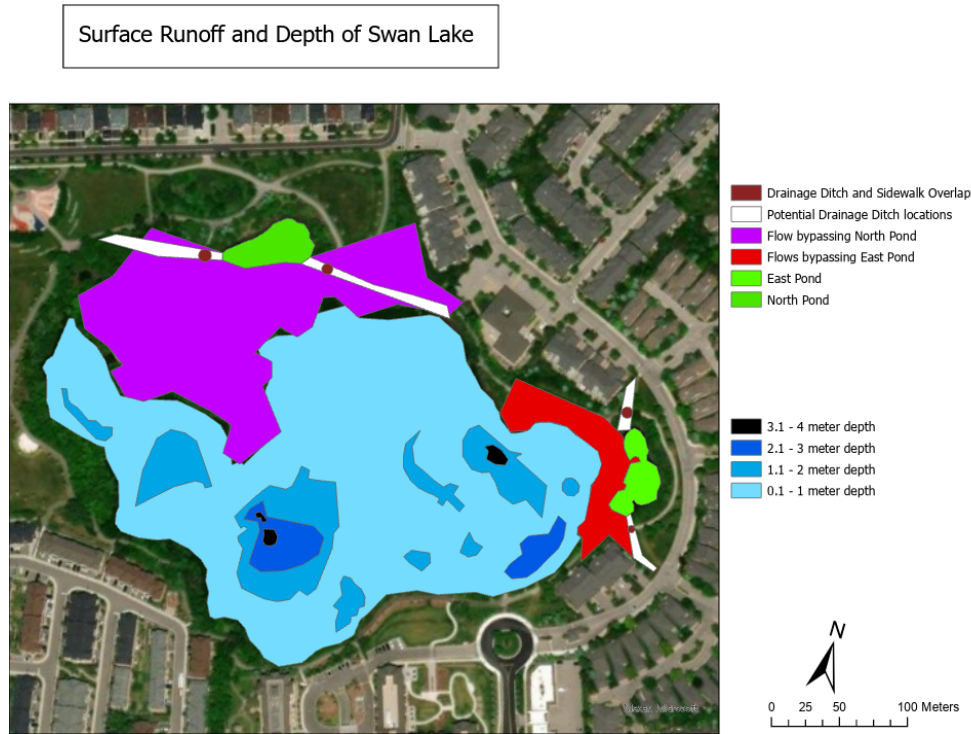 Surface Runoff and Depth of Swan Lake
Drainage Ditch and Sidewalk Overlap
Potential Drainage Ditch locations
Flow bypassing North Pond
Flows bypassing East Pond
East Pond
North Pond
3.1 - 4 meter depth
2.1 - 3 meter depth
1.1 - 2 meter depth
0.1 - 1 meter depth
N
0 25 50 100 Meters